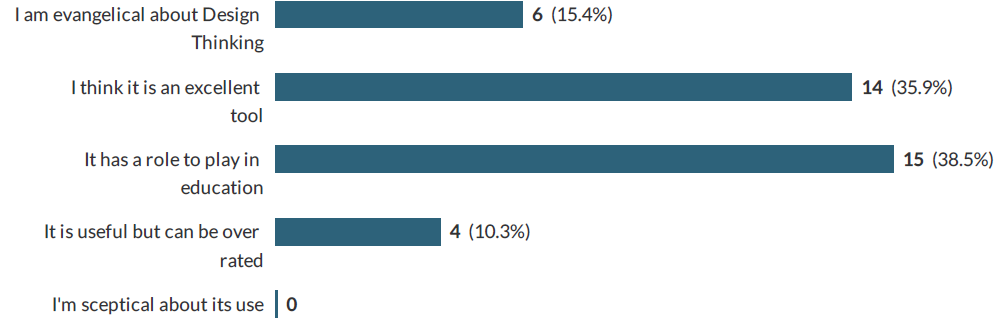 I am evangelical about Design 6 (15.4%)
Thinking
I think it is an excellent 14 (35.9%)
tool
It has a role to play in 15 (38.5%)
education
It is useful but can be over 4 (10.3%)
rated
I'm sceptical about its use 0